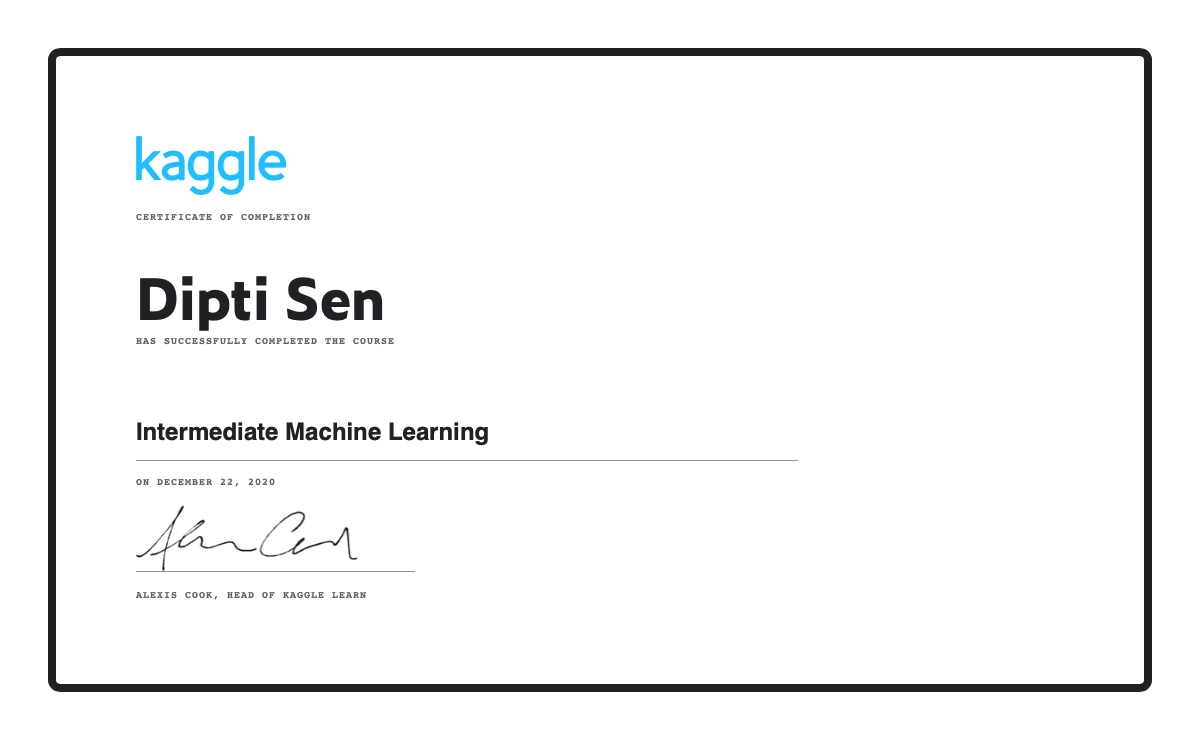 kaggle
CERTIFICATE OF COMPLETION
Dipti Sen
HAS SUCCESSFULLY COMPLETED THE COURSE
Intermediate Machine Learning
ON DECEMBER 22, 2020
ALEXIS COOK, HEAD OF KAGGLE LEARN